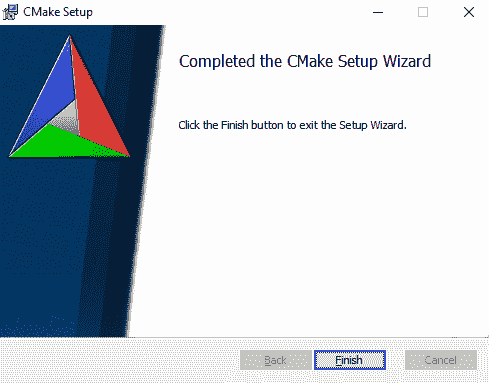 CMake Setup
Completed the CMake Setup Wizard
Click the Finish button to exit the Setup Wizard.
Back
Finish
Cancel